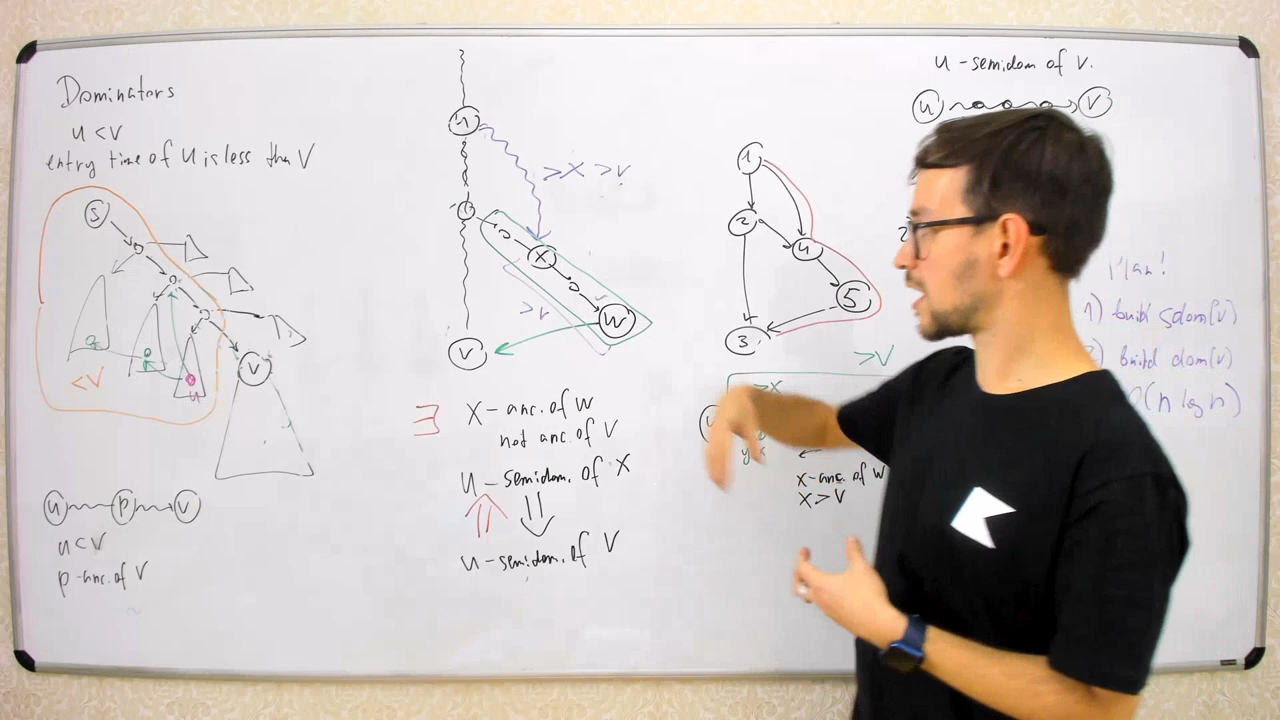 Dominators
u < v
entry time of u is less than v
S
< v
u
v
u p v
u < v
p - anc. of v
u
> x > v
x
> v
w
v
∃
x - anc. of w
not anc. of v
u - semidom. of x
u - semidom. of v
1
2
4
5
3
> v
> x
x - anc. of w
x > v
u - semidom of v.
u v
Plan!
1) build sdom(v)
2) build dom(v)
O(n log n)